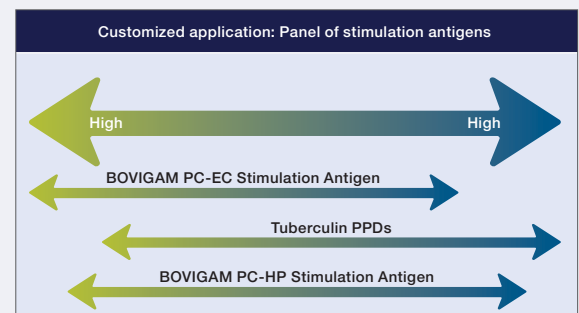 Customized application: Panel of stimulation antigens
High High
BOVIGAM PC-EC Stimulation Antigen
Tuberculin PPDs
BOVIGAM PC-HP Stimulation Antigen